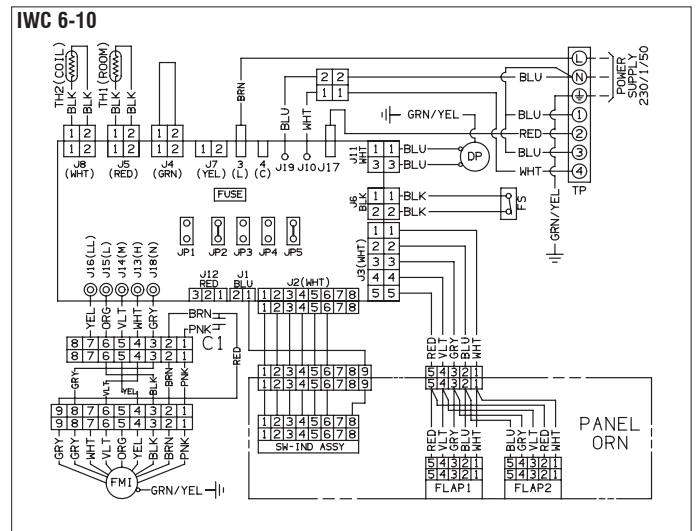 IWC 6-10
TH2(COIL)
TH1(ROOM)
BLK
BLK
BLK
BLK
BRN
BLU
WHT
2 2
1 1
BLU
L
N
POWER SUPPLY
230/1/50
GRN/YEL
BLU
1
RED
2
BLU
3
WHT
4
TP
GRN/YEL
1 2
1 2
J8
(WHT)
1 2
1 2
J5
(RED)
1 2
1 2
J4
(GRN)
1 2
J7
(YEL)
3
(L)
4
(C)
J19
J10
J17
J11
WHT
1 1
3 3
BLU
BLU
DP
FUSE
J6
BLK
1 1
2 2
BLK
BLK
FS
JP1
JP2
JP3
JP4
JP5
J3(WHT)
1 1
2 2
3 3
4 4
5 5
J16(LL)
J15(L)
J14(M)
J13(H)
J18(N)
J12
RED
3 2 1
J1
BLU
2 1
J2(WHT)
1 2 3 4 5 6 7 8
1 2 3 4 5 6 7 8
YEL
ORG
VLT
WHT
GRY
BRN
PNK
C1
RED
8 7 6 5 4 3 2 1
8 7 6 5 4 3 2 1
GRY
VLT
YEL
BLK
BRN
PNK
9 8 7 6 5 4 3 2 1
9 8 7 6 5 4 3 2 1
GRY
GRY
WHT
VLT
ORG
YEL
BLK
BRN
PNK
FMI
GRN/YEL
1 2 3 4 5 6 7 8 9
1 2 3 4 5 6 7 8 9
1 2 3 4 5 6 7 8
1 2 3 4 5 6 7 8
SW-IND ASSY
RED
VLT
GRY
BLU
WHT
5 4 3 2 1
5 4 3 2 1
PANEL
ORN
RED
VLT
GRY
BLU
WHT
5 4 3 2 1
5 4 3 2 1
FLAP1
BLU
GRY
VLT
RED
WHT
5 4 3 2 1
5 4 3 2 1
FLAP2